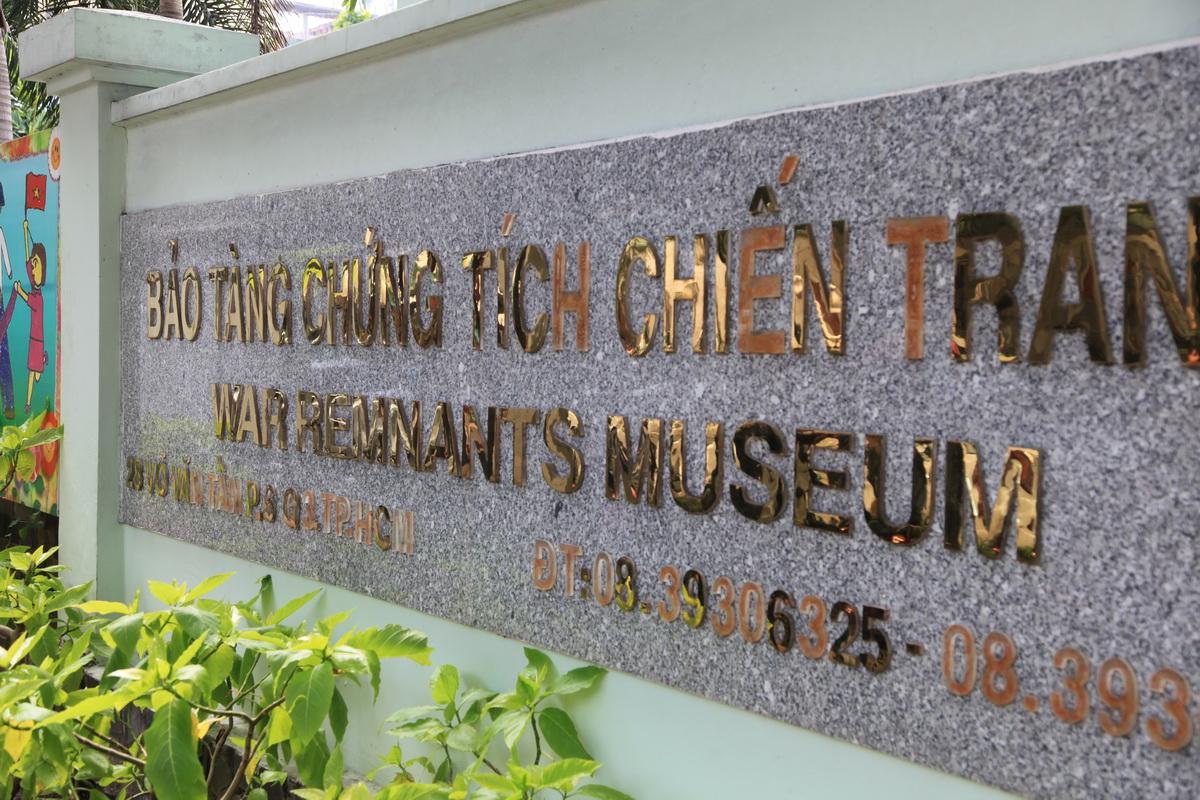 BẢO TÀNG CHỨNG TÍCH CHIẾN TRAN
WAR REMNANTS MUSEUM
28 VÕ VĂN TẦN P.6 Q.3 TP.HCM
ĐT:08.39306325 - 08.393